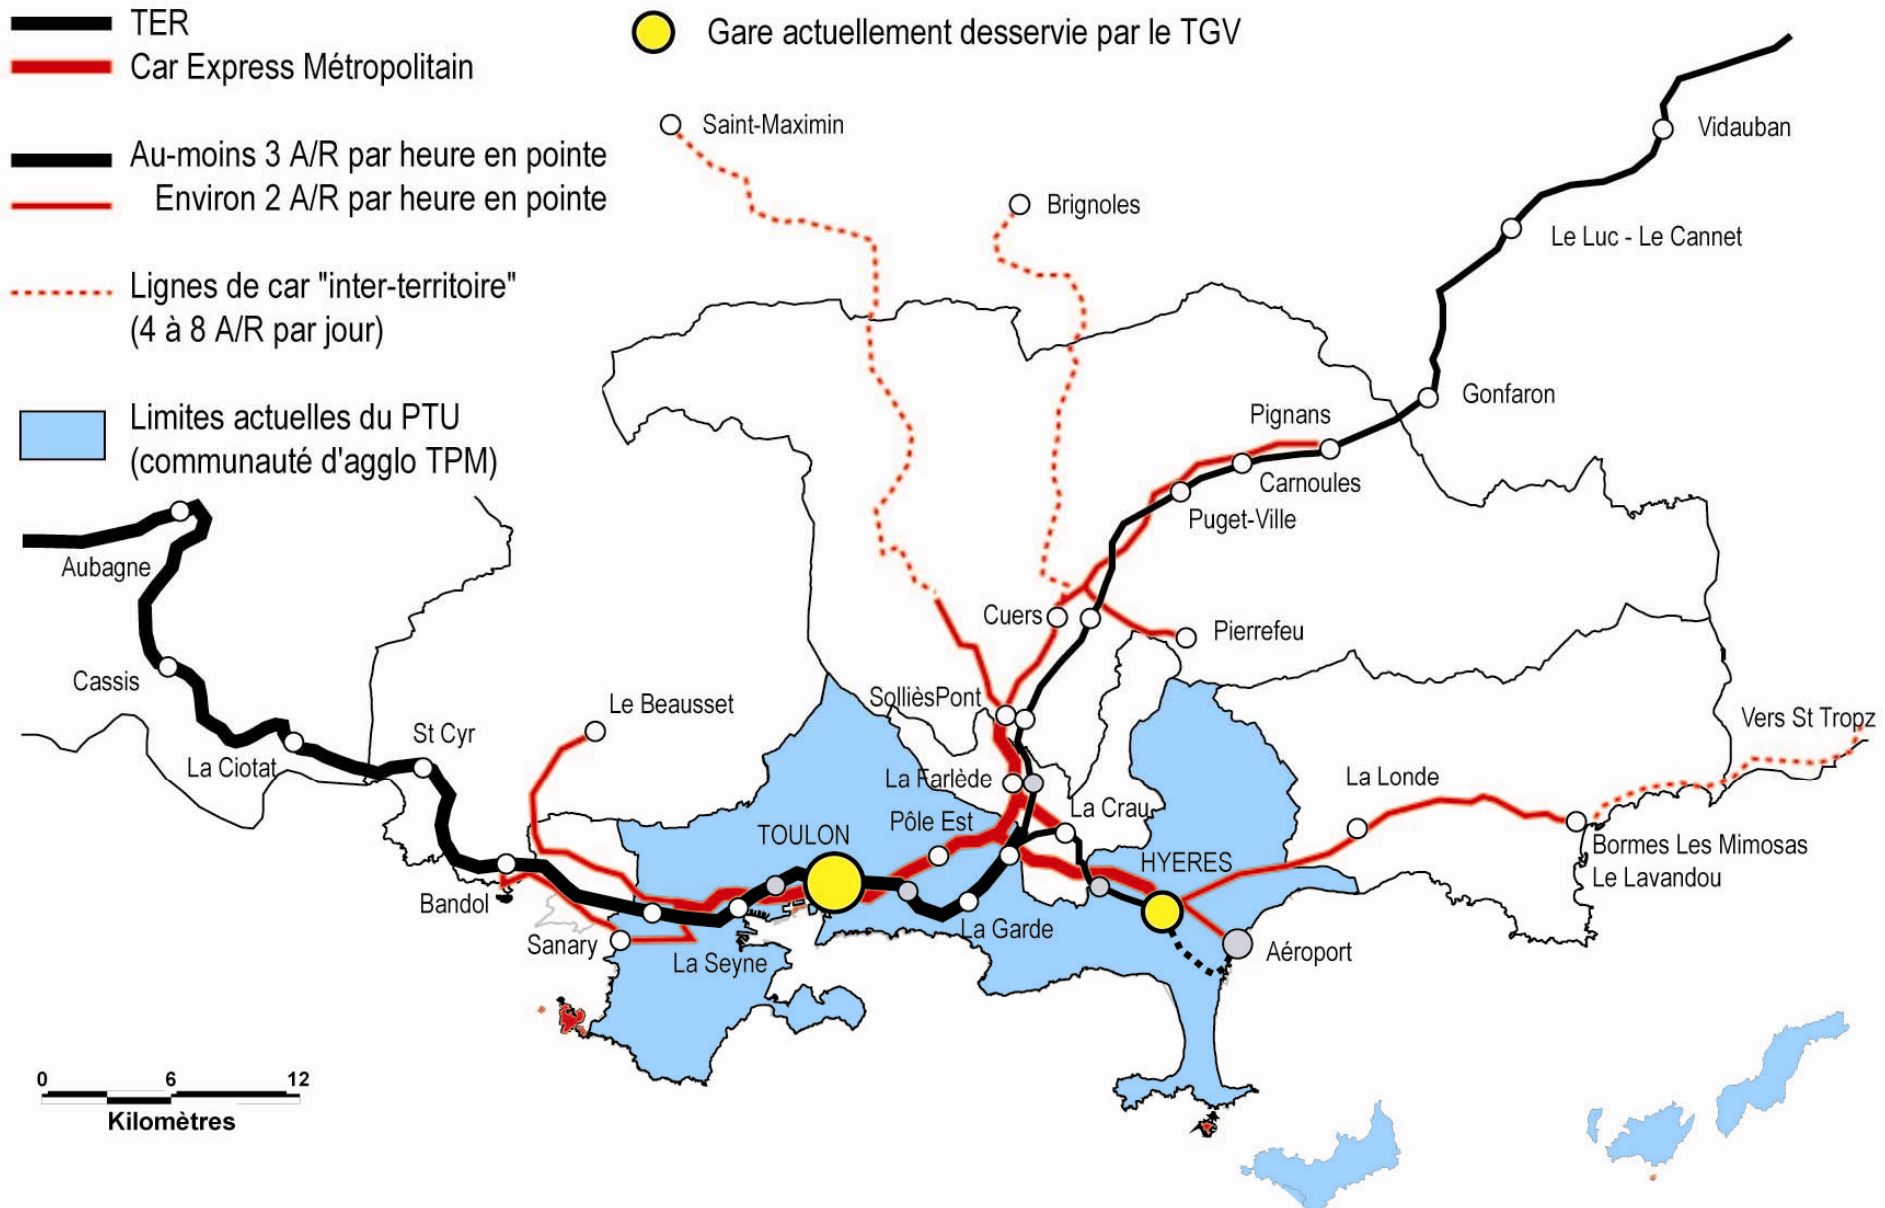 TER
Car Express Métropolitain
Au-moins 3 A/R par heure en pointe
Environ 2 A/R par heure en pointe
Lignes de car "inter-territoire"
(4 à 8 A/R par jour)
Limites actuelles du PTU
(communauté d'agglo TPM)
Gare actuellement desservie par le TGV
Saint-Maximin
Brignoles
Vidauban
Le Luc - Le Cannet
Gonfaron
Pignans
Carnoules
Puget-Ville
Aubagne
Cuers
Pierrefeu
Cassis
SollièsPont
Le Beausset
St Cyr
Vers St Tropz
La Ciotat
La Farlède
La Londe
La Crau
Pôle Est
TOULON
Bormes Les Mimosas
Le Lavandou
HYERES
Bandol
La Garde
Sanary
La Seyne
Aéroport
0 6 12
Kilomètres